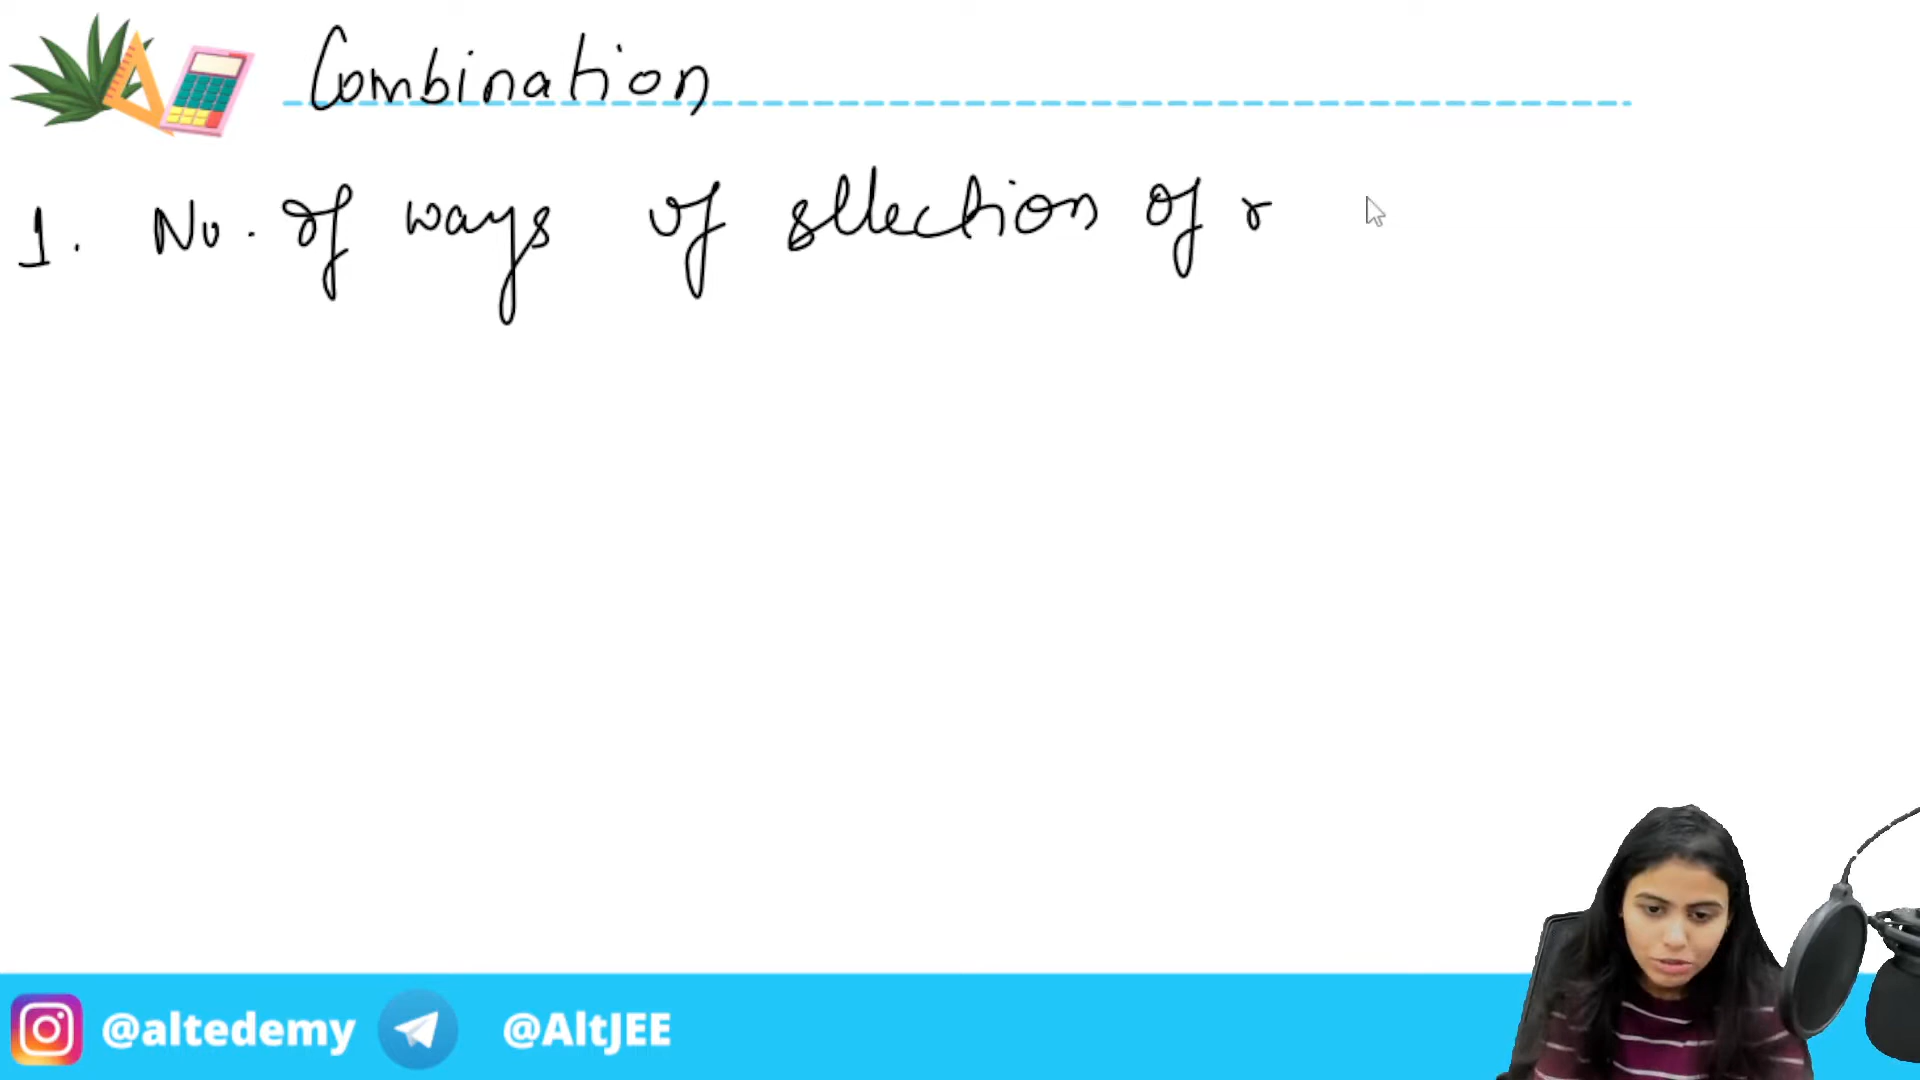 Combination
1. No. of ways of sllection of r
@altedemy @AltJEE